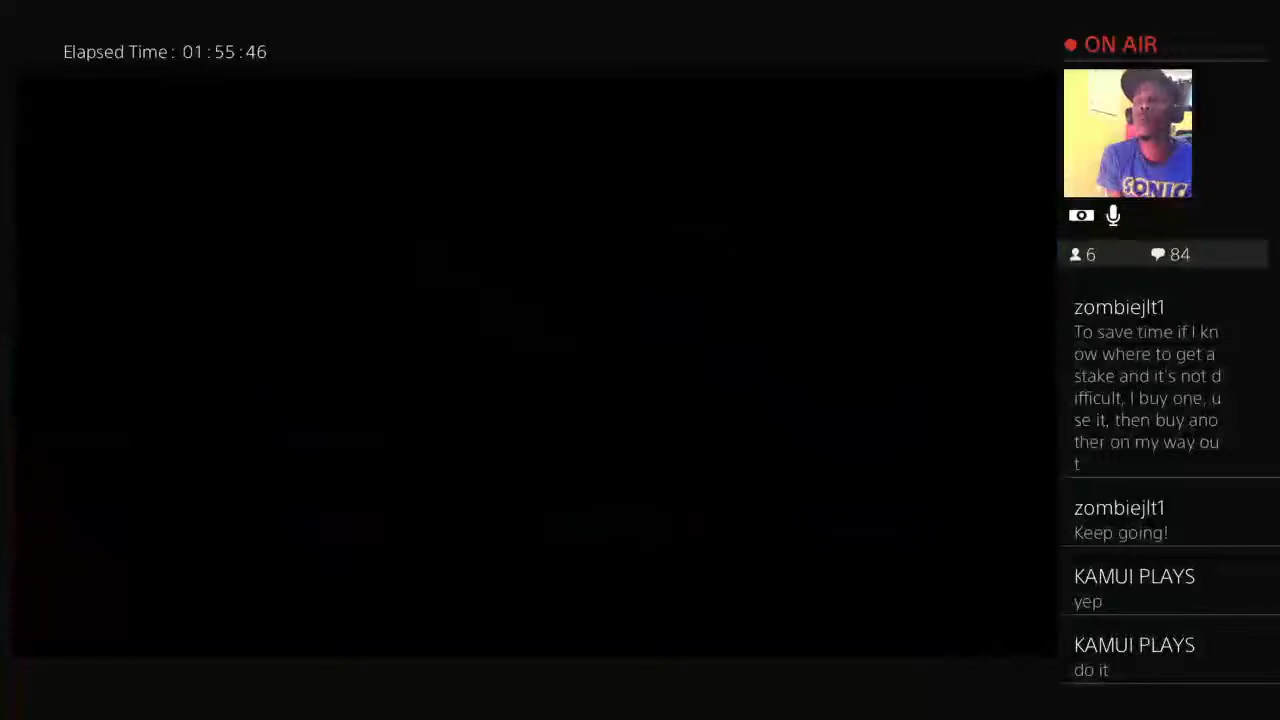 Elapsed Time: 01:55:46
ON AIR
SONIC
6
84
zombiejlt1
To save time if I kn
ow where to get a
stake and it's not d
ifficult, I buy one, u
se it, then buy ano
ther on my way ou
t
zombiejlt1
Keep going!
KAMUI PLAYS
yep
KAMUI PLAYS
do it